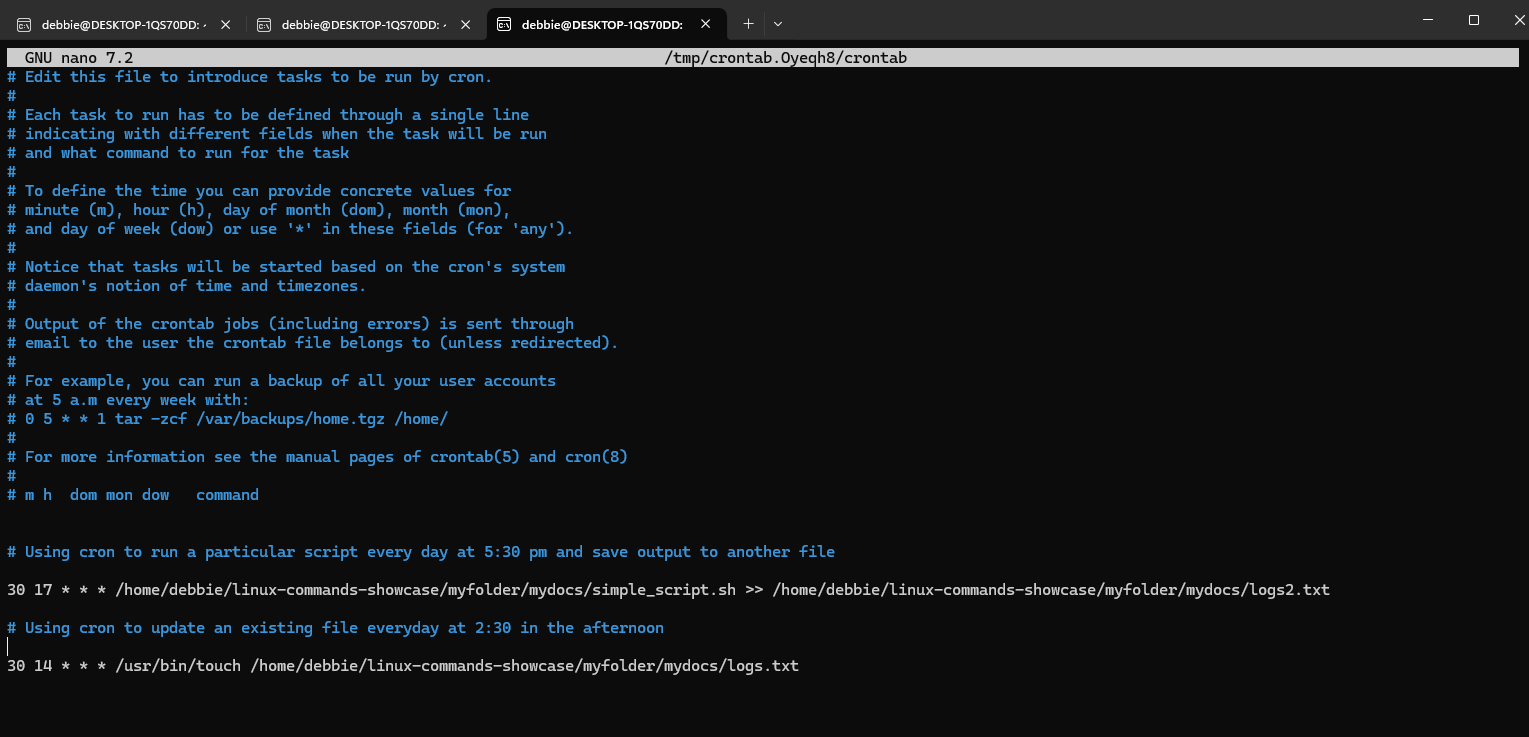 debbie@DESKTOP-1QS70DD: ~
debbie@DESKTOP-1QS70DD: ~
debbie@DESKTOP-1QS70DD:
GNU nano 7.2 /tmp/crontab.Oyeqh8/crontab
# Edit this file to introduce tasks to be run by cron.
#
# Each task to run has to be defined through a single line
# indicating with different fields when the task will be run
# and what command to run for the task
#
# To define the time you can provide concrete values for
# minute (m), hour (h), day of month (dom), month (mon),
# and day of week (dow) or use '*' in these fields (for 'any').
#
# Notice that tasks will be started based on the cron's system
# daemon's notion of time and timezones.
#
# Output of the crontab jobs (including errors) is sent through
# email to the user the crontab file belongs to (unless redirected).
#
# For example, you can run a backup of all your user accounts
# at 5 a.m every week with:
# 0 5 * * 1 tar -zcf /var/backups/home.tgz /home/
#
# For more information see the manual pages of crontab(5) and cron(8)
#
# m h  dom mon dow   command
# Using cron to run a particular script every day at 5:30 pm and save output to another file
30 17 * * * /home/debbie/linux-commands-showcase/myfolder/mydocs/simple_script.sh >> /home/debbie/linux-commands-showcase/myfolder/mydocs/logs2.txt
# Using cron to update an existing file everyday at 2:30 in the afternoon
30 14 * * * /usr/bin/touch /home/debbie/linux-commands-showcase/myfolder/mydocs/logs.txt